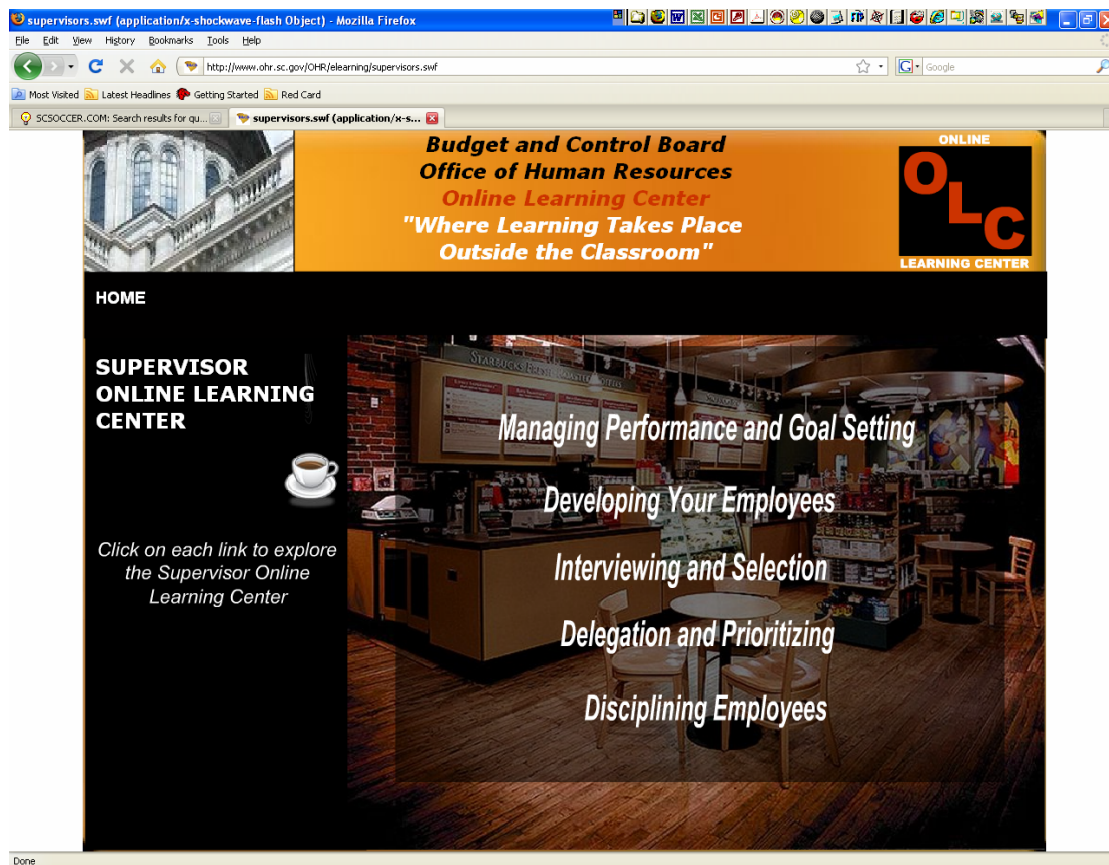 supervisors.swf (application/x-shockwave-flash Object) - Mozilla Firefox
File Edit View History Bookmarks Tools Help
http://www.ohr.sc.gov/OHR/elearning/supervisors.swf
Google
Most Visited Latest Headlines Getting Started Red Card
SCSOCCER.COM: Search results for qu...
supervisors.swf (application/x-s...
Budget and Control Board
Office of Human Resources
Online Learning Center
"Where Learning Takes Place
Outside the Classroom"
ONLINE
OLC
LEARNING CENTER
HOME
SUPERVISOR
ONLINE LEARNING
CENTER
Click on each link to explore
the Supervisor Online
Learning Center
STARBUCKS FRESH ROASTED COFFEES
Managing Performance and Goal Setting
Developing Your Employees
Interviewing and Selection
Delegation and Prioritizing
Disciplining Employees
Done